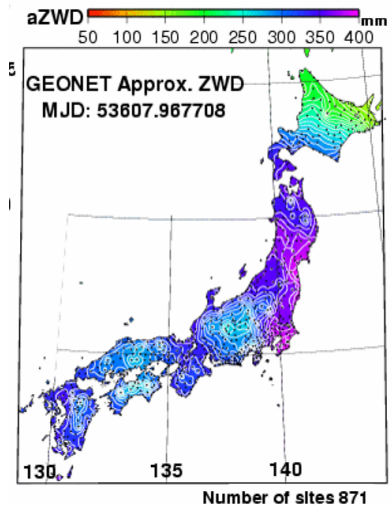 aZWD
mm
50 100 150 200 250 300 350 400
GEONET Approx. ZWD
MJD: 53607.967708
130 135 140
Number of sites 871